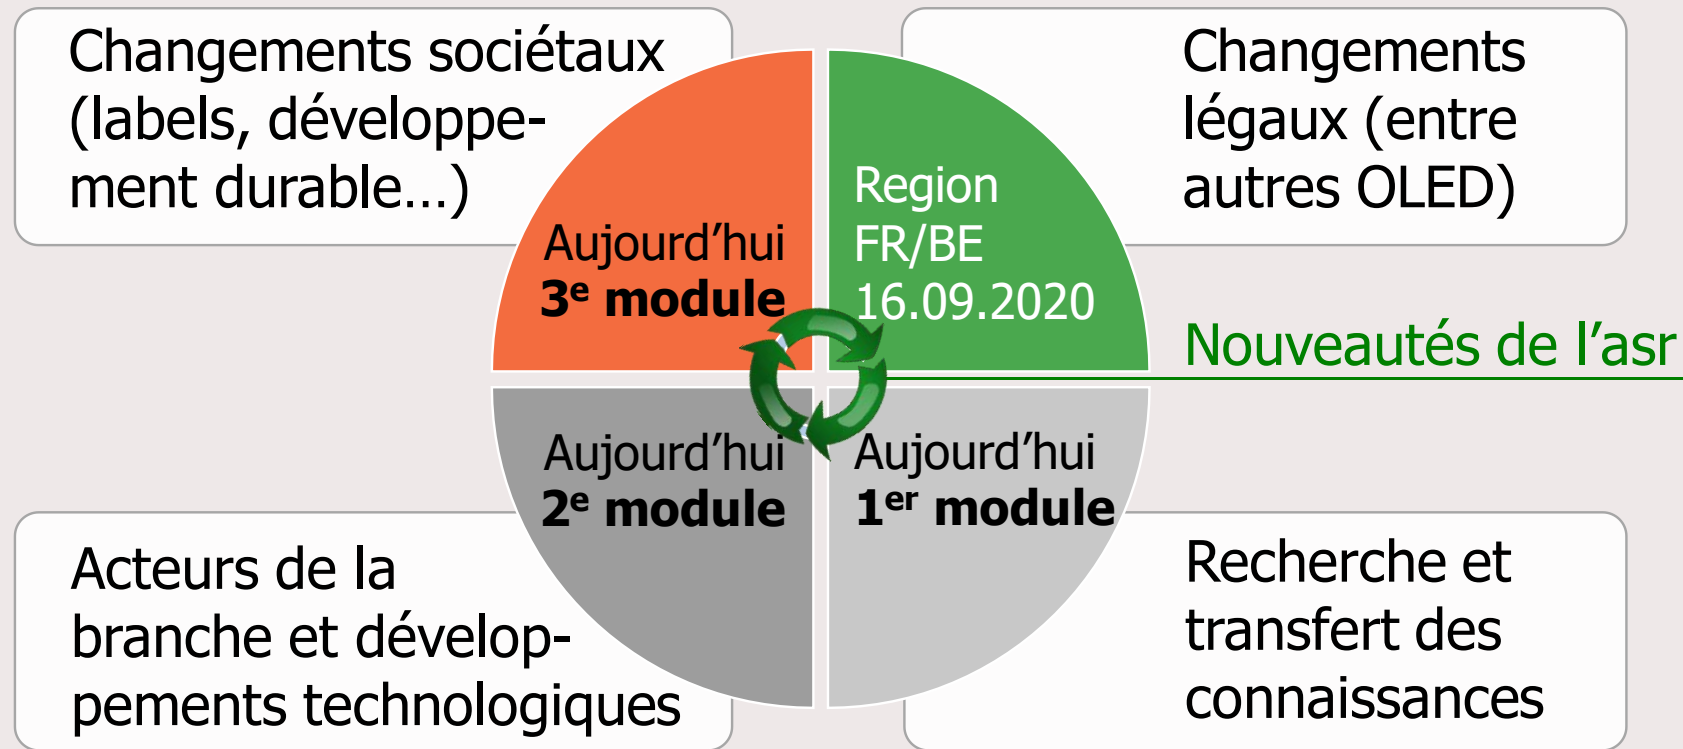 Changements sociétaux
(labels, développe-
ment durable…)
Changements
légaux (entre
autres OLED)
Aujourd’hui
3e module
Region
FR/BE
16.09.2020
Nouveautés de l’asr
Aujourd’hui
2e module
Aujourd’hui
1er module
Acteurs de la
branche et dévelop-
pements technologiques
Recherche et
transfert des
connaissances